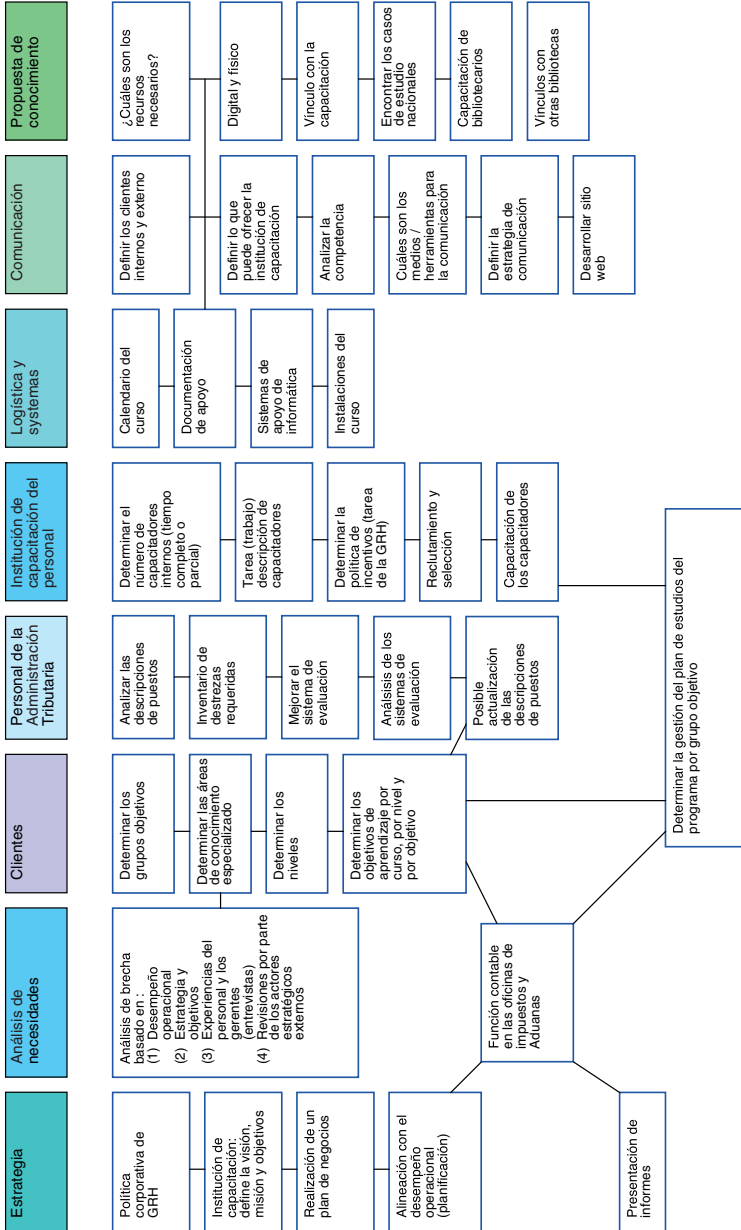 Estrategia
Política
corporativa de
GRH
Institución de
capacitación:
define la visión,
misión y objetivos
Realización de un
plan de negocios
Alineación con el
desempeño
operacional
(planificación)
Presentación de
informes
Análisis de
necesidades
Análisis de brecha
basado en :
(1) Desempeño
operacional
(2) Estrategia y
objetivos
(3) Experiencias del
personal y los
gerentes
(entrevistas)
(4) Revisiones por parte
de los actores
estratégicos
externos
Función contable
en las oficinas de
impuestos y
Aduanas
Clientes
Determinar los
grupos objetivos
Determinar las áreas
de conocimiento
especializado
Determinar los
niveles
Determinar los
objetivos de
aprendizaje por
curso, por nivel y
por objetivo
Personal de la
Administración
Tributaria
Analizar las
descripciones
de puestos
Inventario de
destrezas
requeridas
Mejorar el
sistema de
evaluación
Análsisis de los
sistemas de
evaluación
Posible
actualización
de las
descripciones
de puestos
Institución de
capacitación del
personal
Determinar el
número de
capacitadores
internos (tiempo
completo o
parcial)
Tarea (trabajo)
descripción de
capacitadores
Determinar la
política de
incentivos (tarea
de la GRH)
Reclutamiento y
selección
Capacitación de
los capacitadores
Determinar la gestión del plan de estudios del
programa por grupo objetivo
Logística y
systemas
Calendario del
curso
Documentación
de apoyo
Sistemas de
apoyo de
informática
Instalaciones del
curso
Comunicación
Definir los clientes
internos y externo
Definir lo que
puede ofrecer la
institución de
capacitación
Analizar la
competencia
Cuáles son los
medios /
herramientas para
la comunicación
Definir la
estrategia de
comunicación
Desarrollar sitio
web
Propuesta de
conocimiento
¿Cuáles son los
recursos
necesarios?
Digital y físico
Vínculo con la
capacitación
Encontrar los casos
de estudio
nacionales
Capacitación de
bibliotecarios
Vínculos con
otras bibliotecas